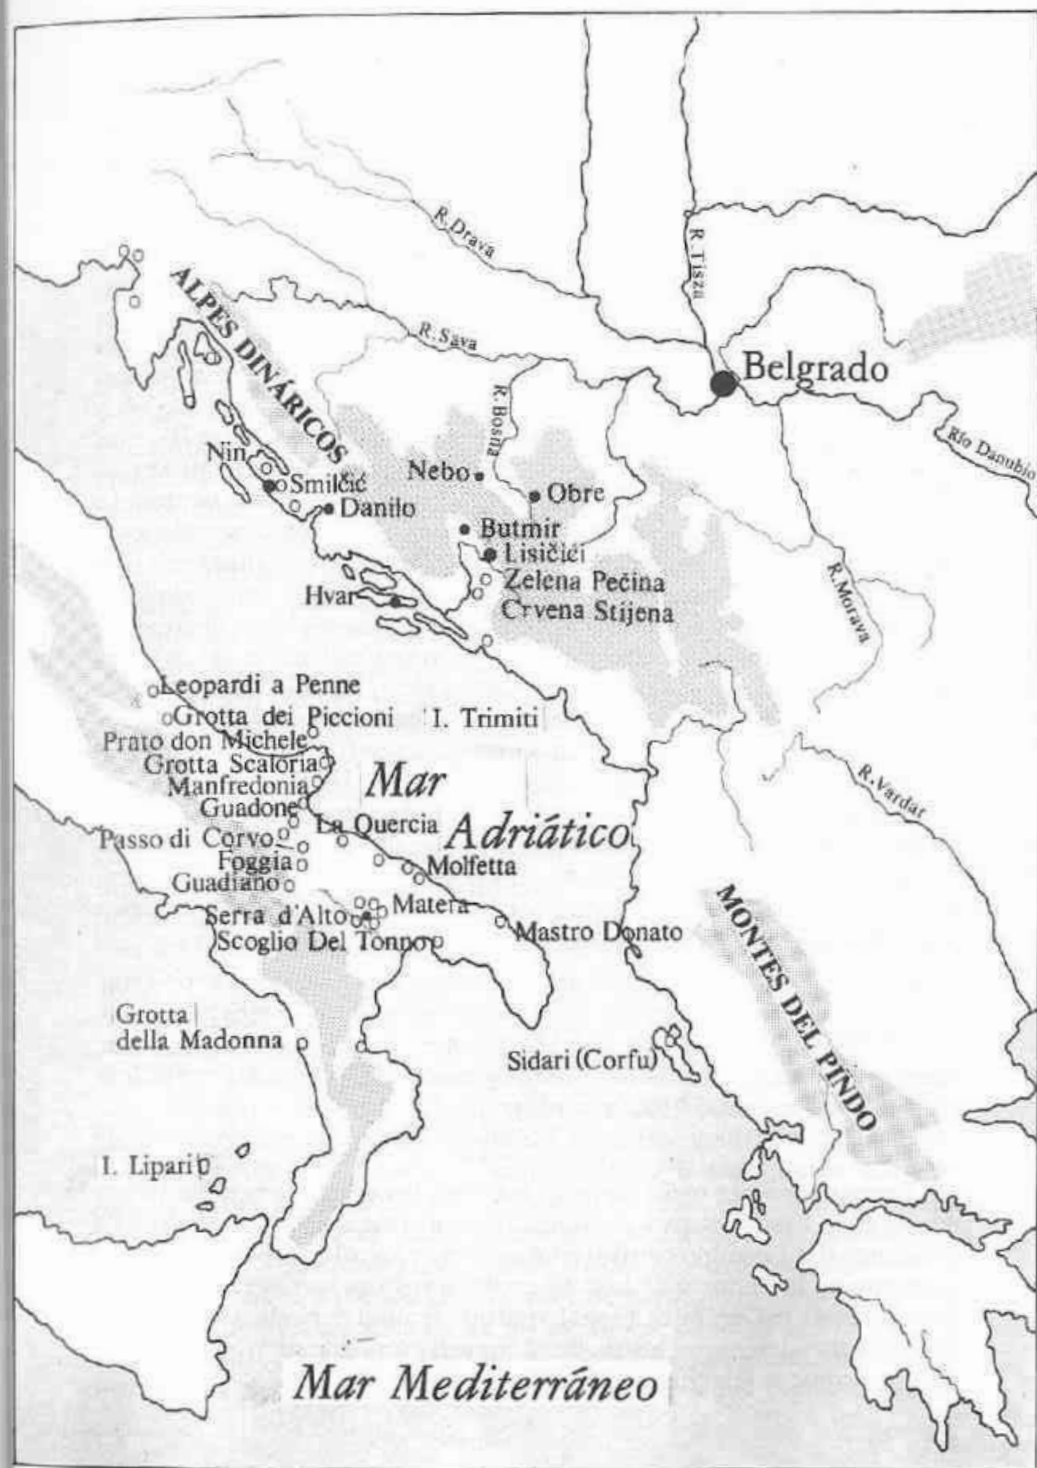 R. Drava
R. Tisza
ALPES DINÁRICOS
R. Sava
Belgrado
R. Bosna
Río Danubio
Nin
Smilčić
Nebo
Obre
Danilo
Butmir
Lisičići
Zelena Pečina
Crvena Stijena
Hvar
R. Morava
Leopardi a Penne
Grotta dei Piccioni
I. Trimiti
Prato don Michele
Grotta Scaloria
Manfredonia
Mar
Adriático
R. Vardar
Guadone
La Quercia
Passo di Corvo
Foggia
Molfetta
Guadiano
Matera
Serra d'Alto
Mastro Donato
Scoglio Del Tonno
MONTES DEL PINDO
Grotta
della Madonna
Sidari (Corfu)
I. Lipari
Mar Mediterráneo